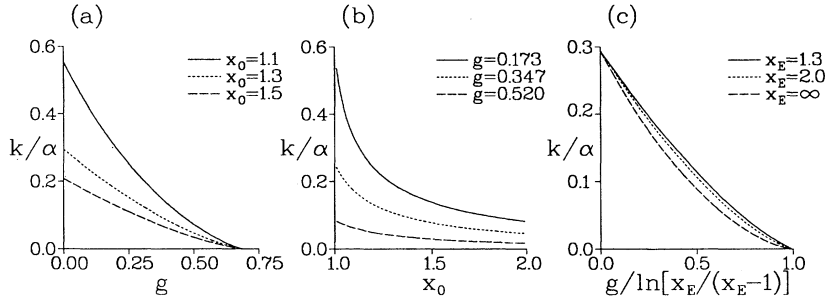 (a)
0.6
0.4
k/α
0.2
0.0
0.00
0.25
0.50
0.75
g
x₀=1.1
x₀=1.3
x₀=1.5
(b)
0.6
0.4
k/α
0.2
0.0
1.0
1.5
2.0
x₀
g=0.173
g=0.347
g=0.520
(c)
0.3
0.2
k/α
0.1
0.0
0.0
0.5
1.0
g/ln[x_E/(x_E−1)]
x_E=1.3
x_E=2.0
x_E=∞